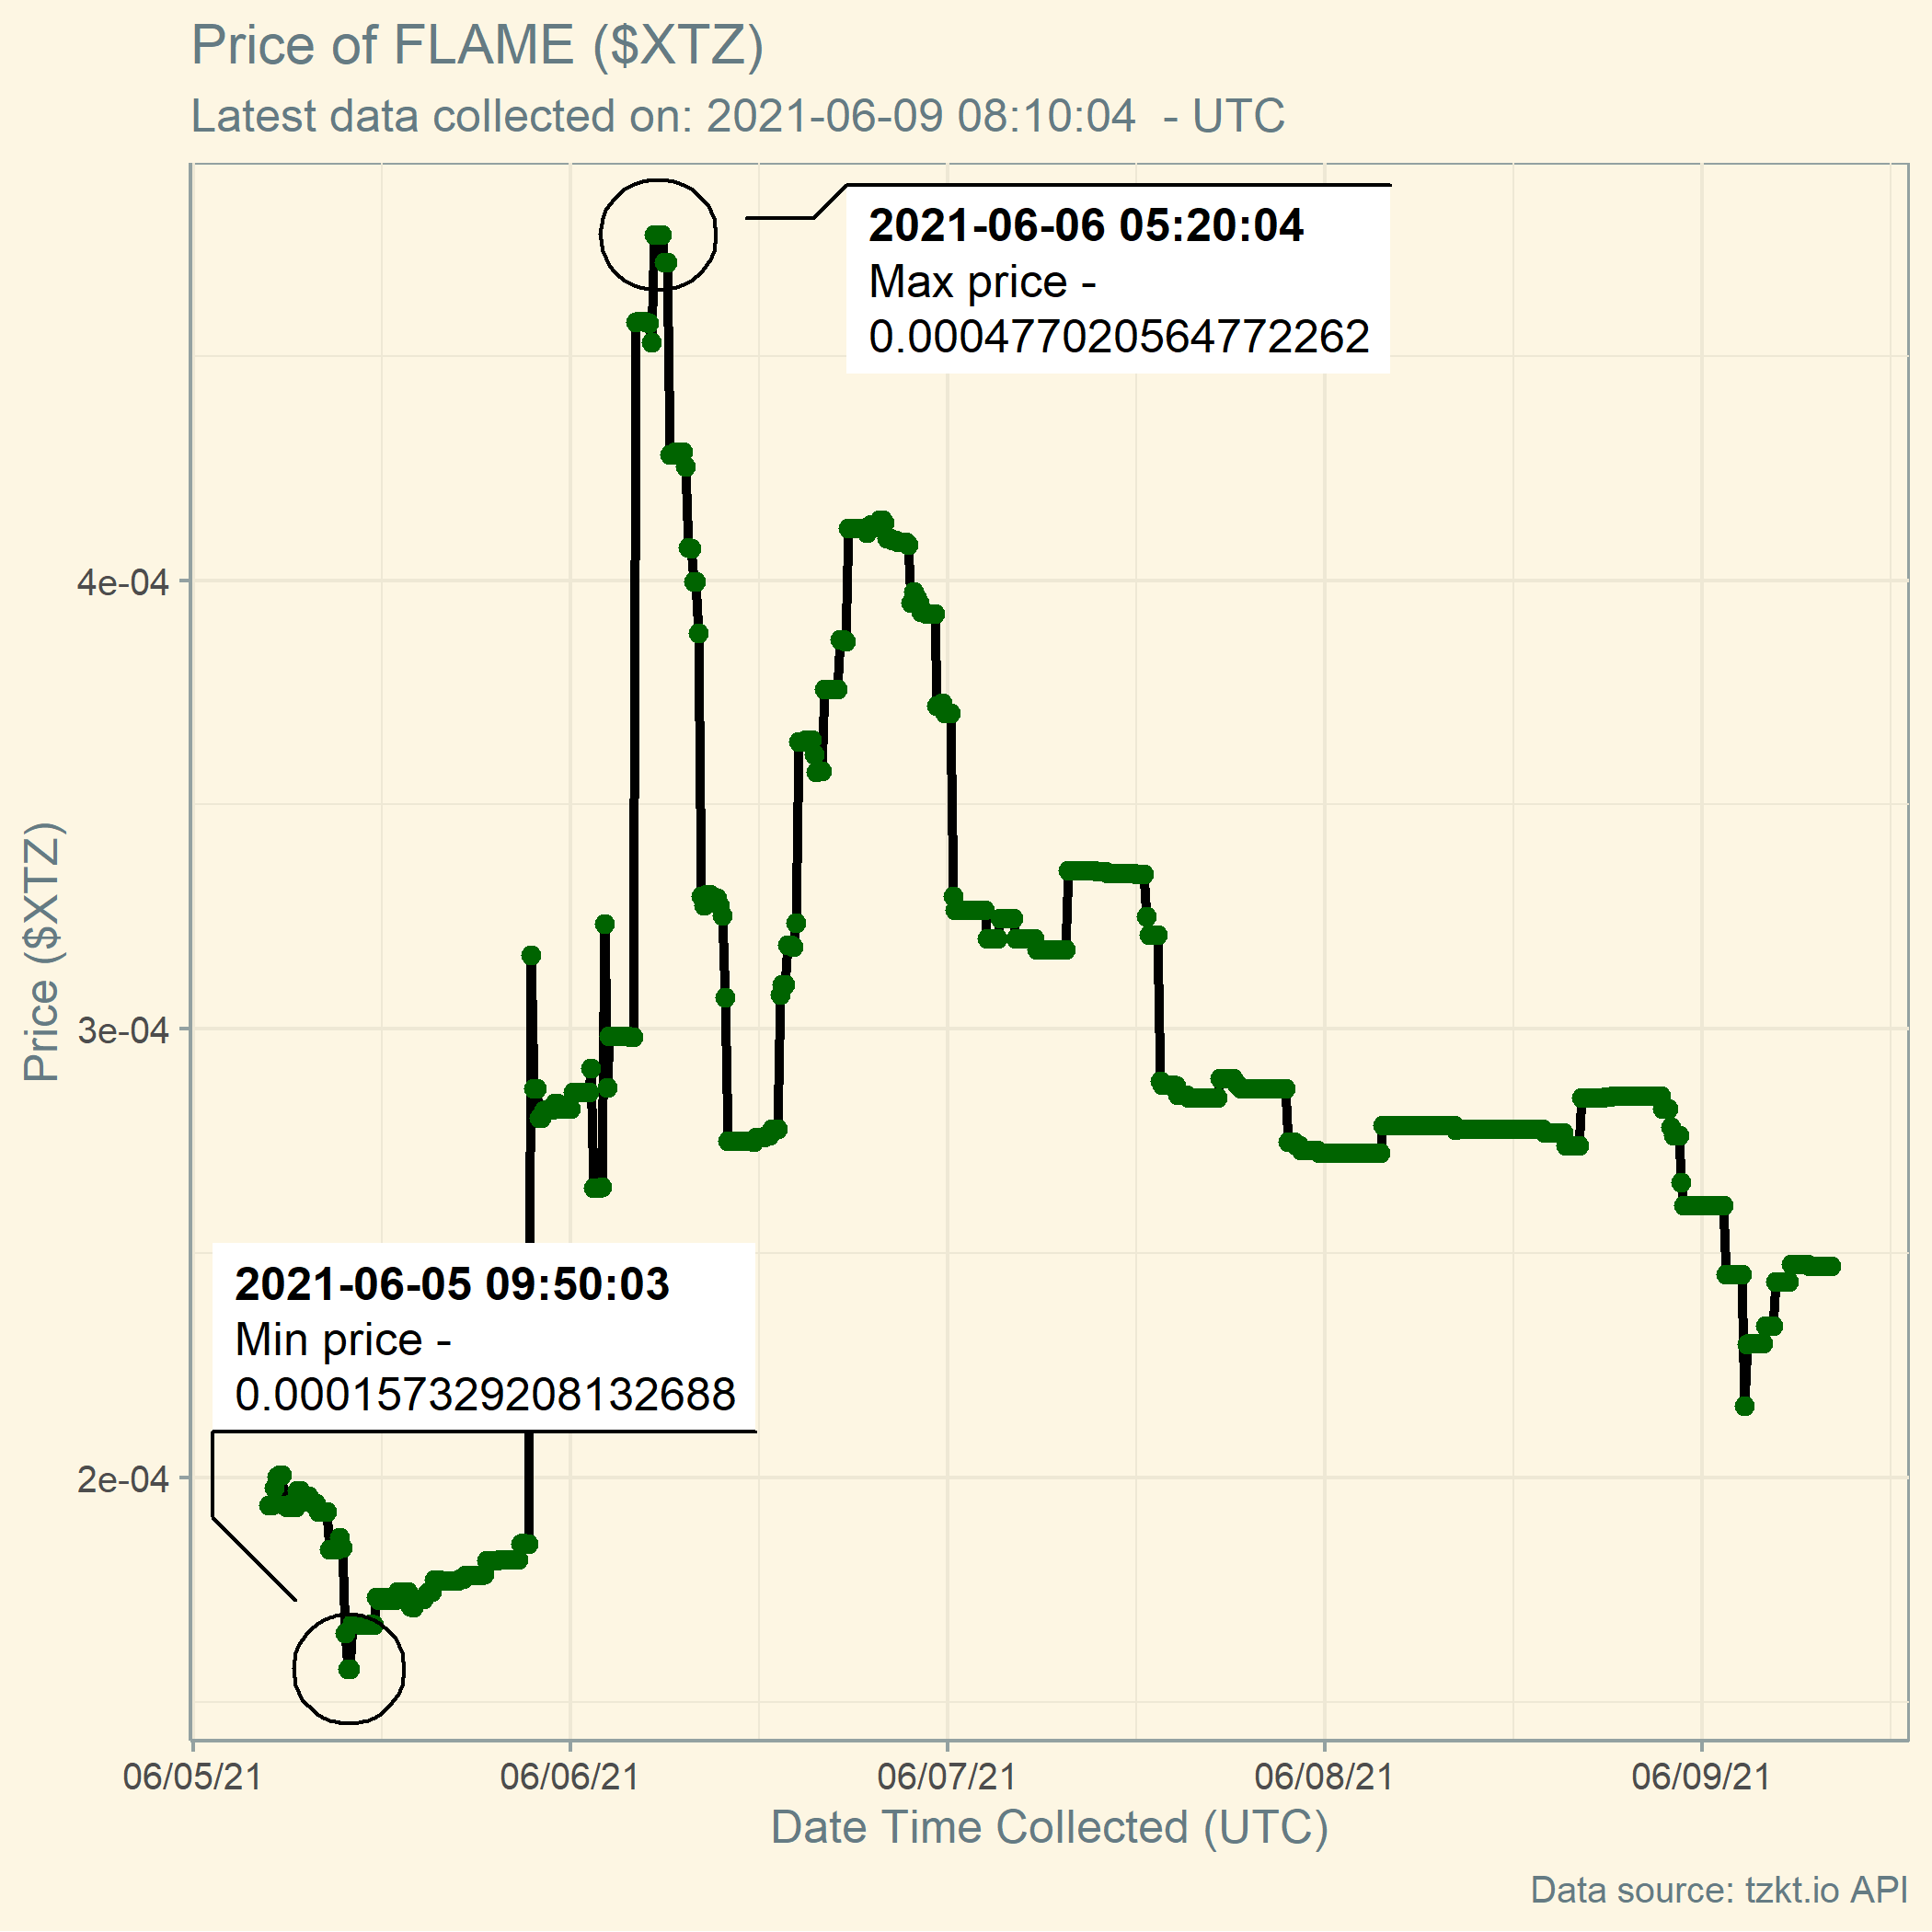 Price of FLAME ($XTZ)
Latest data collected on: 2021-06-09 08:10:04  - UTC
2021-06-06 05:20:04
Max price -
0.000477020564772262
4e-04
3e-04
2e-04
Price ($XTZ)
2021-06-05 09:50:03
Min price -
0.000157329208132688
06/05/21
06/06/21
06/07/21
06/08/21
06/09/21
Date Time Collected (UTC)
Data source: tzkt.io API